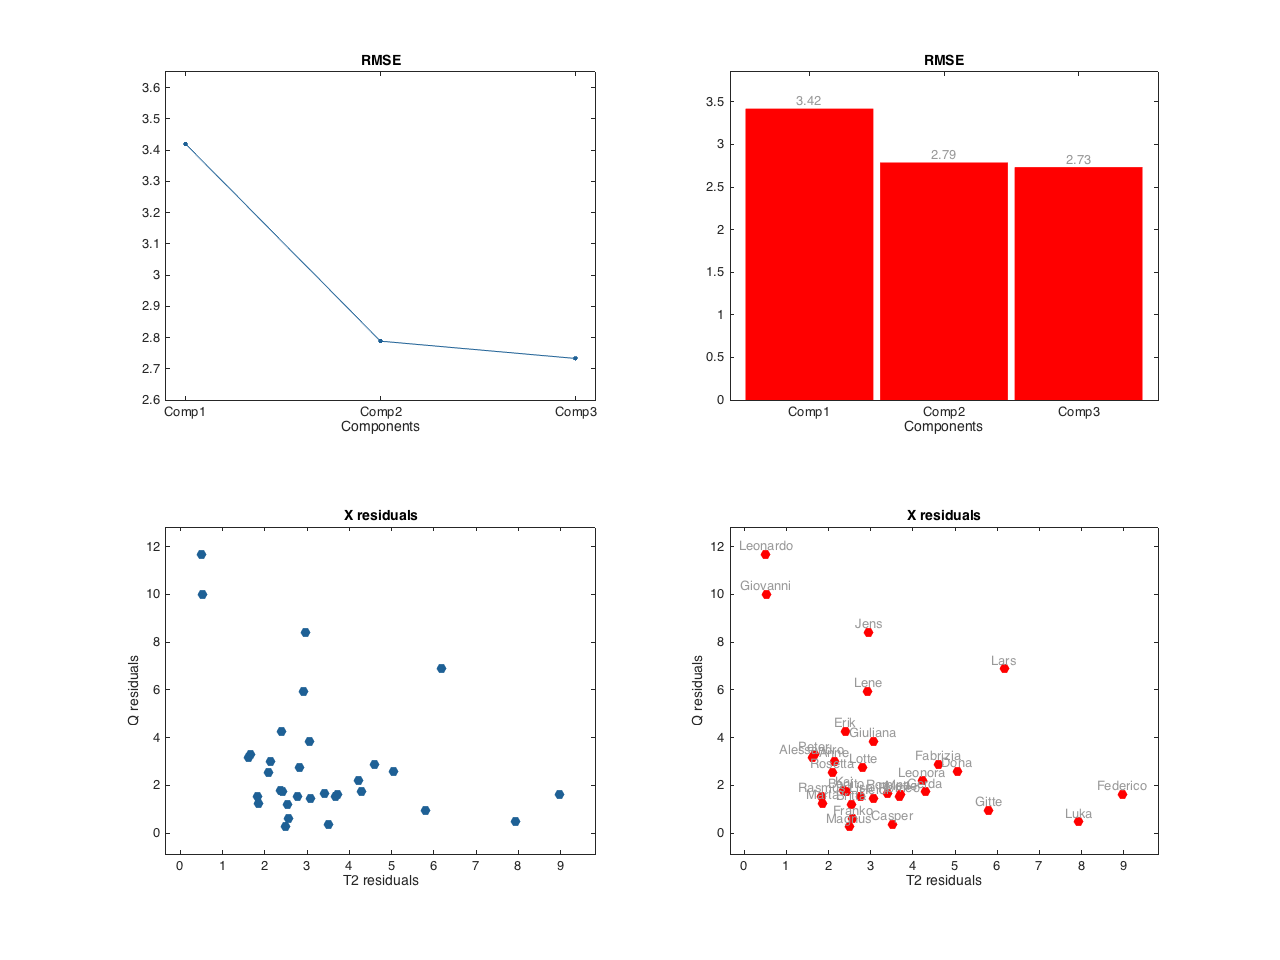 RMSE
3.6
3.5
3.4
3.3
3.2
3.1
3
2.9
2.8
2.7
2.6
Comp1 Comp2 Comp3
Components
RMSE
3.5
3
2.5
2
1.5
1
0.5
0
3.42
2.79
2.73
Comp1 Comp2 Comp3
Components
X residuals
Q residuals
12
10
8
6
4
2
0
0 1 2 3 4 5 6 7 8 9
T2 residuals
X residuals
Q residuals
12
10
8
6
4
2
0
Leonardo
Giovanni
Jens
Lars
Lene
Erik
Giuliana
Peter
Alessandro
Anne
Lotte
Fabrizia
Rosetta
Dona
Leonora
Federico
Gitte
Franko
Casper
Magnus
Luka
0 1 2 3 4 5 6 7 8 9
T2 residuals